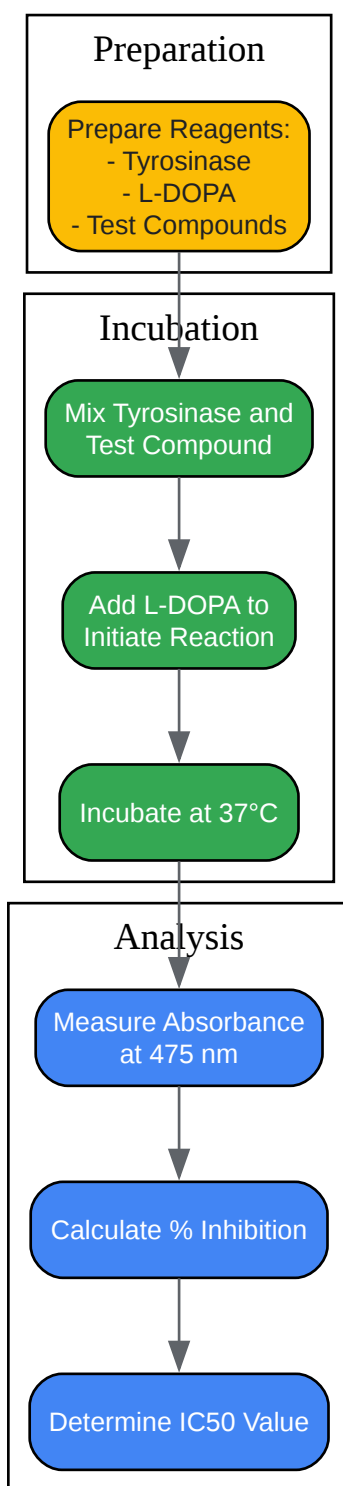 Preparation
Prepare Reagents:
- Tyrosinase
- L-DOPA
- Test Compounds
Incubation
Mix Tyrosinase and
Test Compound
Add L-DOPA to
Initiate Reaction
Incubate at 37°C
Analysis
Measure Absorbance
at 475 nm
Calculate % Inhibition
Determine IC50 Value